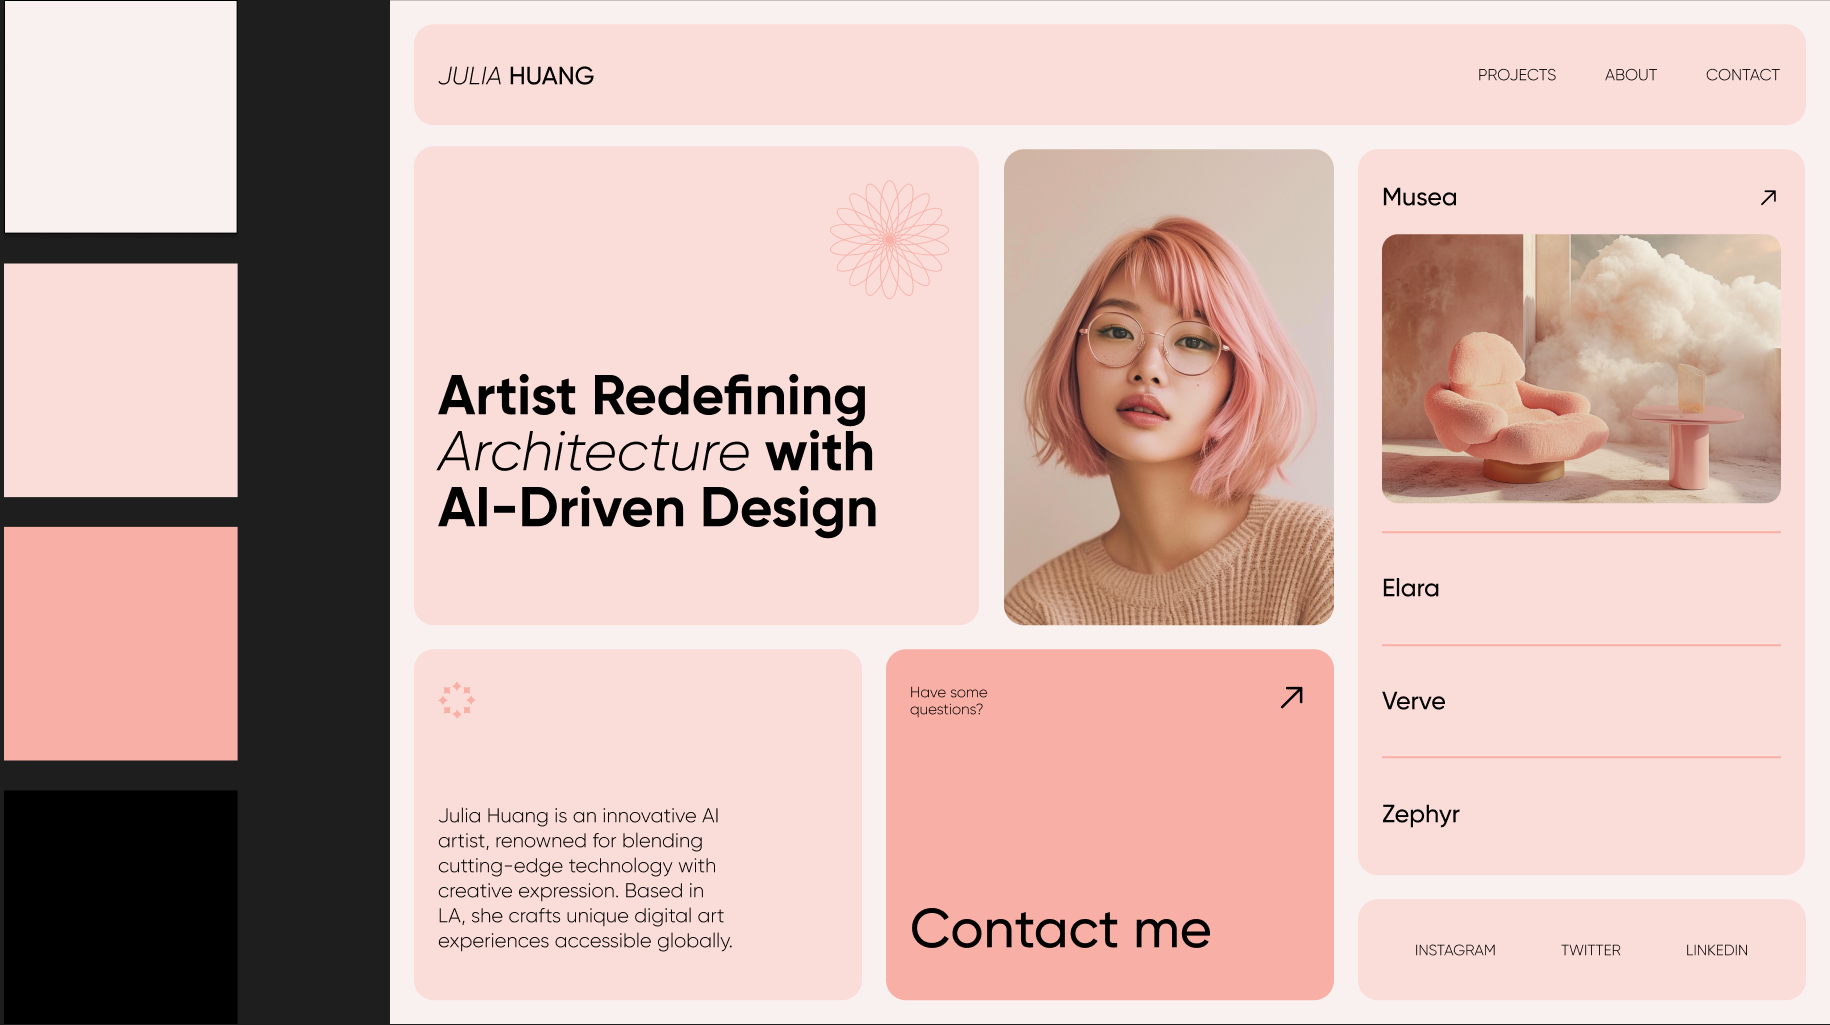 JULIA HUANG
PROJECTS
ABOUT
CONTACT
Artist Redefining
Architecture with
AI-Driven Design
Musea
Elara
Verve
Zephyr
Julia Huang is an innovative AI
artist, renowned for blending
cutting-edge technology with
creative expression. Based in
LA, she crafts unique digital art
experiences accessible globally.
Have some
questions?
Contact me
INSTAGRAM
TWITTER
LINKEDIN